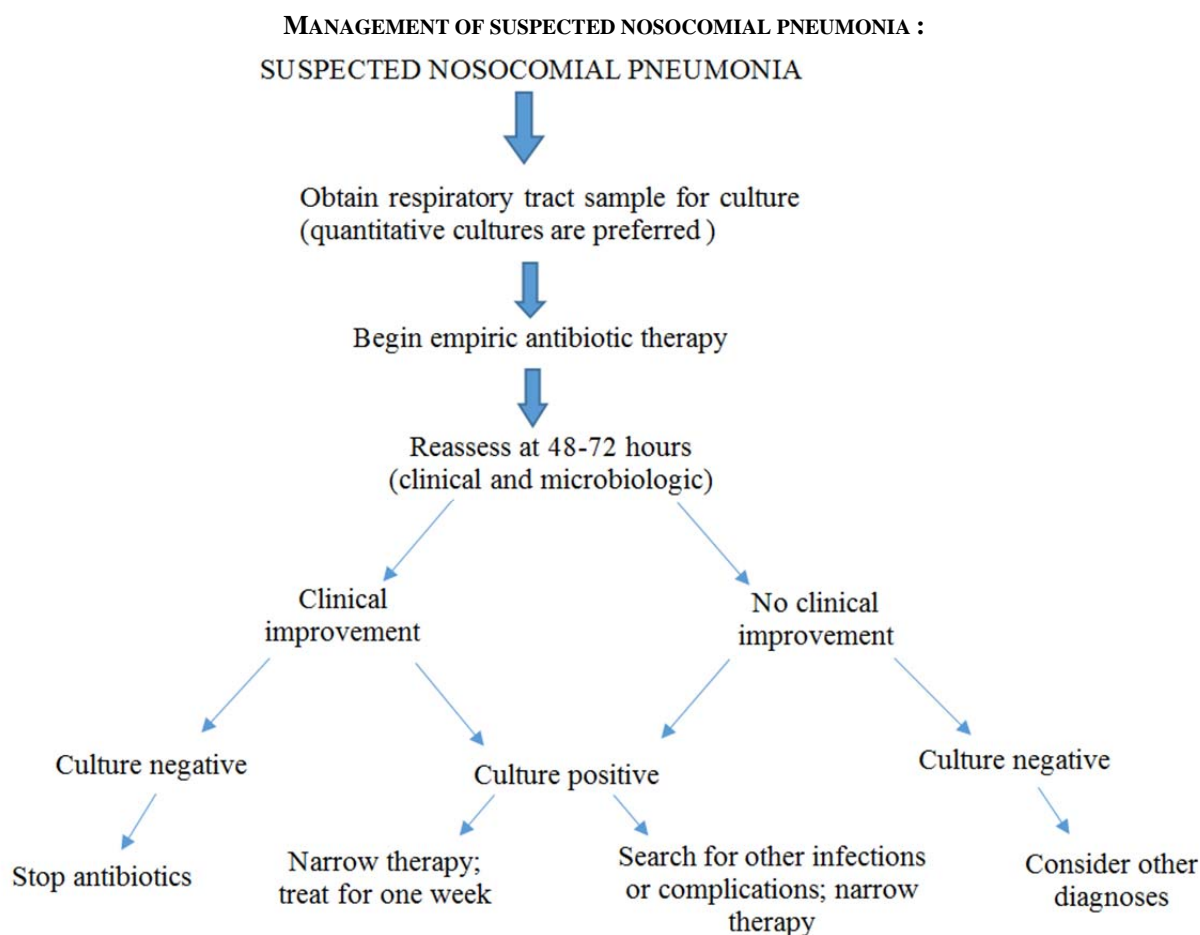 MANAGEMENT OF SUSPECTED NOSOCOMIAL PNEUMONIA :
SUSPECTED NOSOCOMIAL PNEUMONIA
Obtain respiratory tract sample for culture
(quantitative cultures are preferred )
Begin empiric antibiotic therapy
Reassess at 48-72 hours
(clinical and microbiologic)
Clinical
improvement
No clinical
improvement
Culture negative
Culture positive
Culture negative
Stop antibiotics
Narrow therapy;
treat for one week
Search for other infections
or complications; narrow
therapy
Consider other
diagnoses